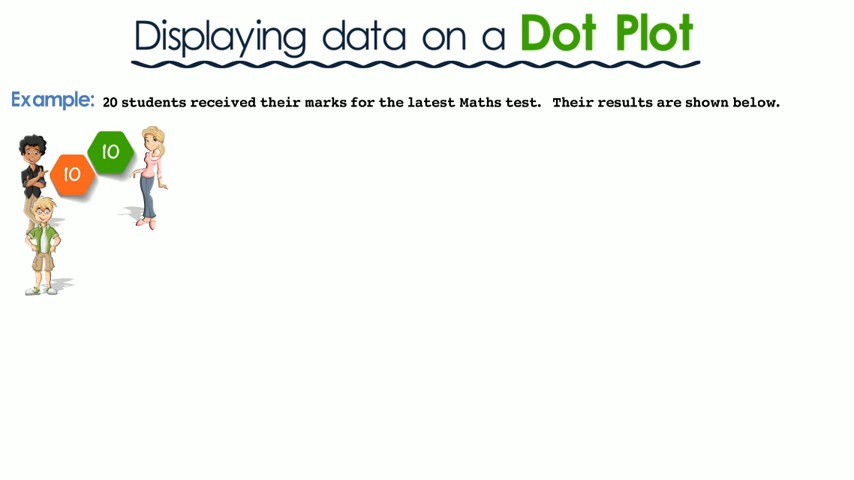 Displaying data on a Dot Plot
Example: 20 students received their marks for the latest Maths test. Their results are shown below.
10
10